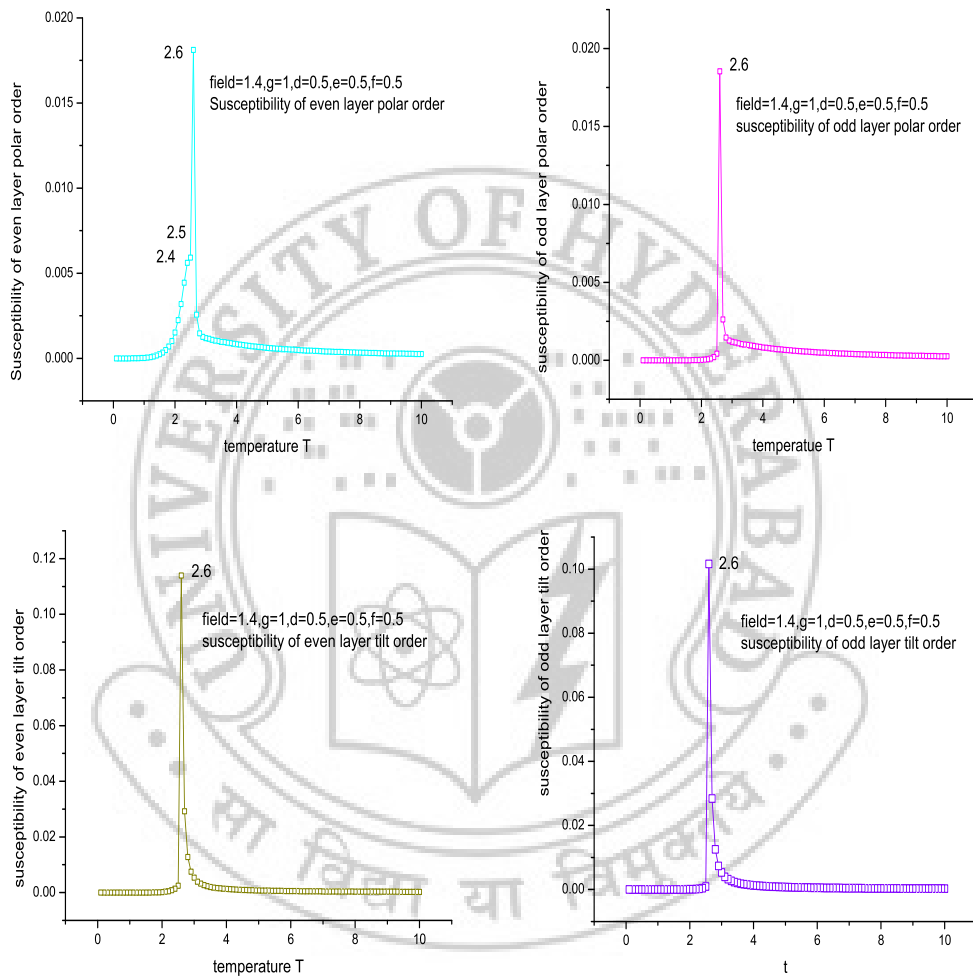 0.020
0.015
0.010
0.005
0.000
Susceptibility of even layer polar order
2.6
2.5
2.4
field=1.4,g=1,d=0.5,e=0.5,f=0.5
Susceptibility of even layer polar order
0 2 4 6 8 10
temperature T
0.020
0.015
0.010
0.005
0.000
susceptibility of odd layer polar order
2.6
field=1.4,g=1,d=0.5,e=0.5,f=0.5
susceptibility of odd layer polar order
0 2 4 6 8 10
temperatue T
0.12
0.10
0.08
0.06
0.04
0.02
0.00
susceptibility of even layer tilt order
2.6
field=1.4,g=1,d=0.5,e=0.5,f=0.5
susceptibility of even layer tilt order
0 2 4 6 8 10
temperature T
0.10
0.08
0.06
0.04
0.02
0.00
susceptibility of odd layer tilt order
2.6
field=1.4,g=1,d=0.5,e=0.5,f=0.5
susceptibility of odd layer tilt order
0 2 4 6 8 10
t
UNIVERSITY OF HYDERABAD
सा विद्या या विमुक्तये